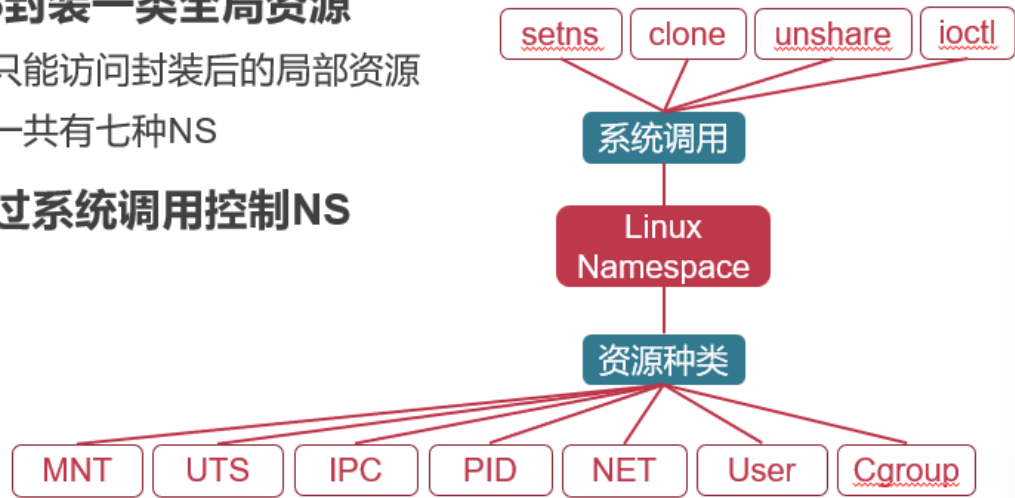 封装一类全局资源
只能访问封装后的局部资源
一共有七种NS
过系统调用控制NS
setns clone unshare ioctl
系统调用
Linux
Namespace
资源种类
MNT UTS IPC PID NET User Cgroup